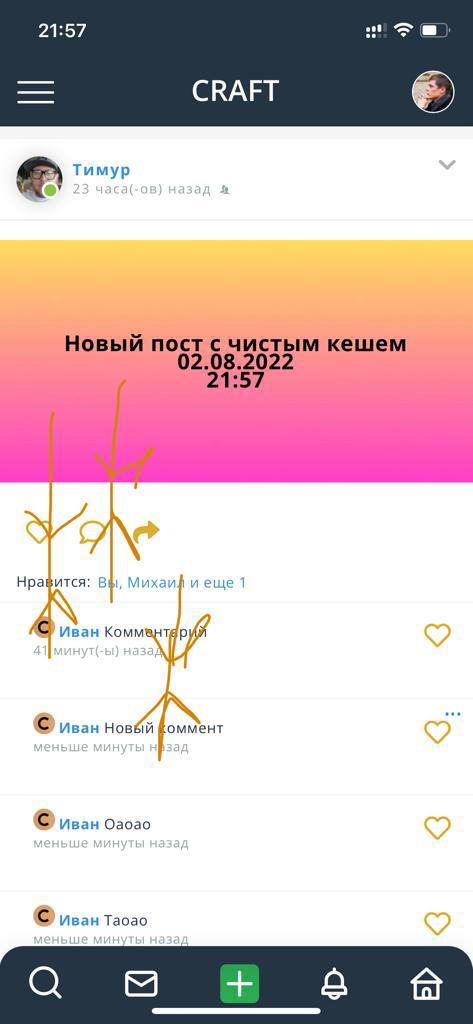 21:57
CRAFT
Тимур
23 часа(-ов) назад
Новый пост с чистым кешем
02.08.2022
21:57
Нравится: Вы, Михаил и еще 1
C Иван Комментарий
41 минут(-ы) назад
C Иван Новый коммент
меньше минуты назад
C Иван Оаоао
меньше минуты назад
C Иван Таоао
меньше минуты назад